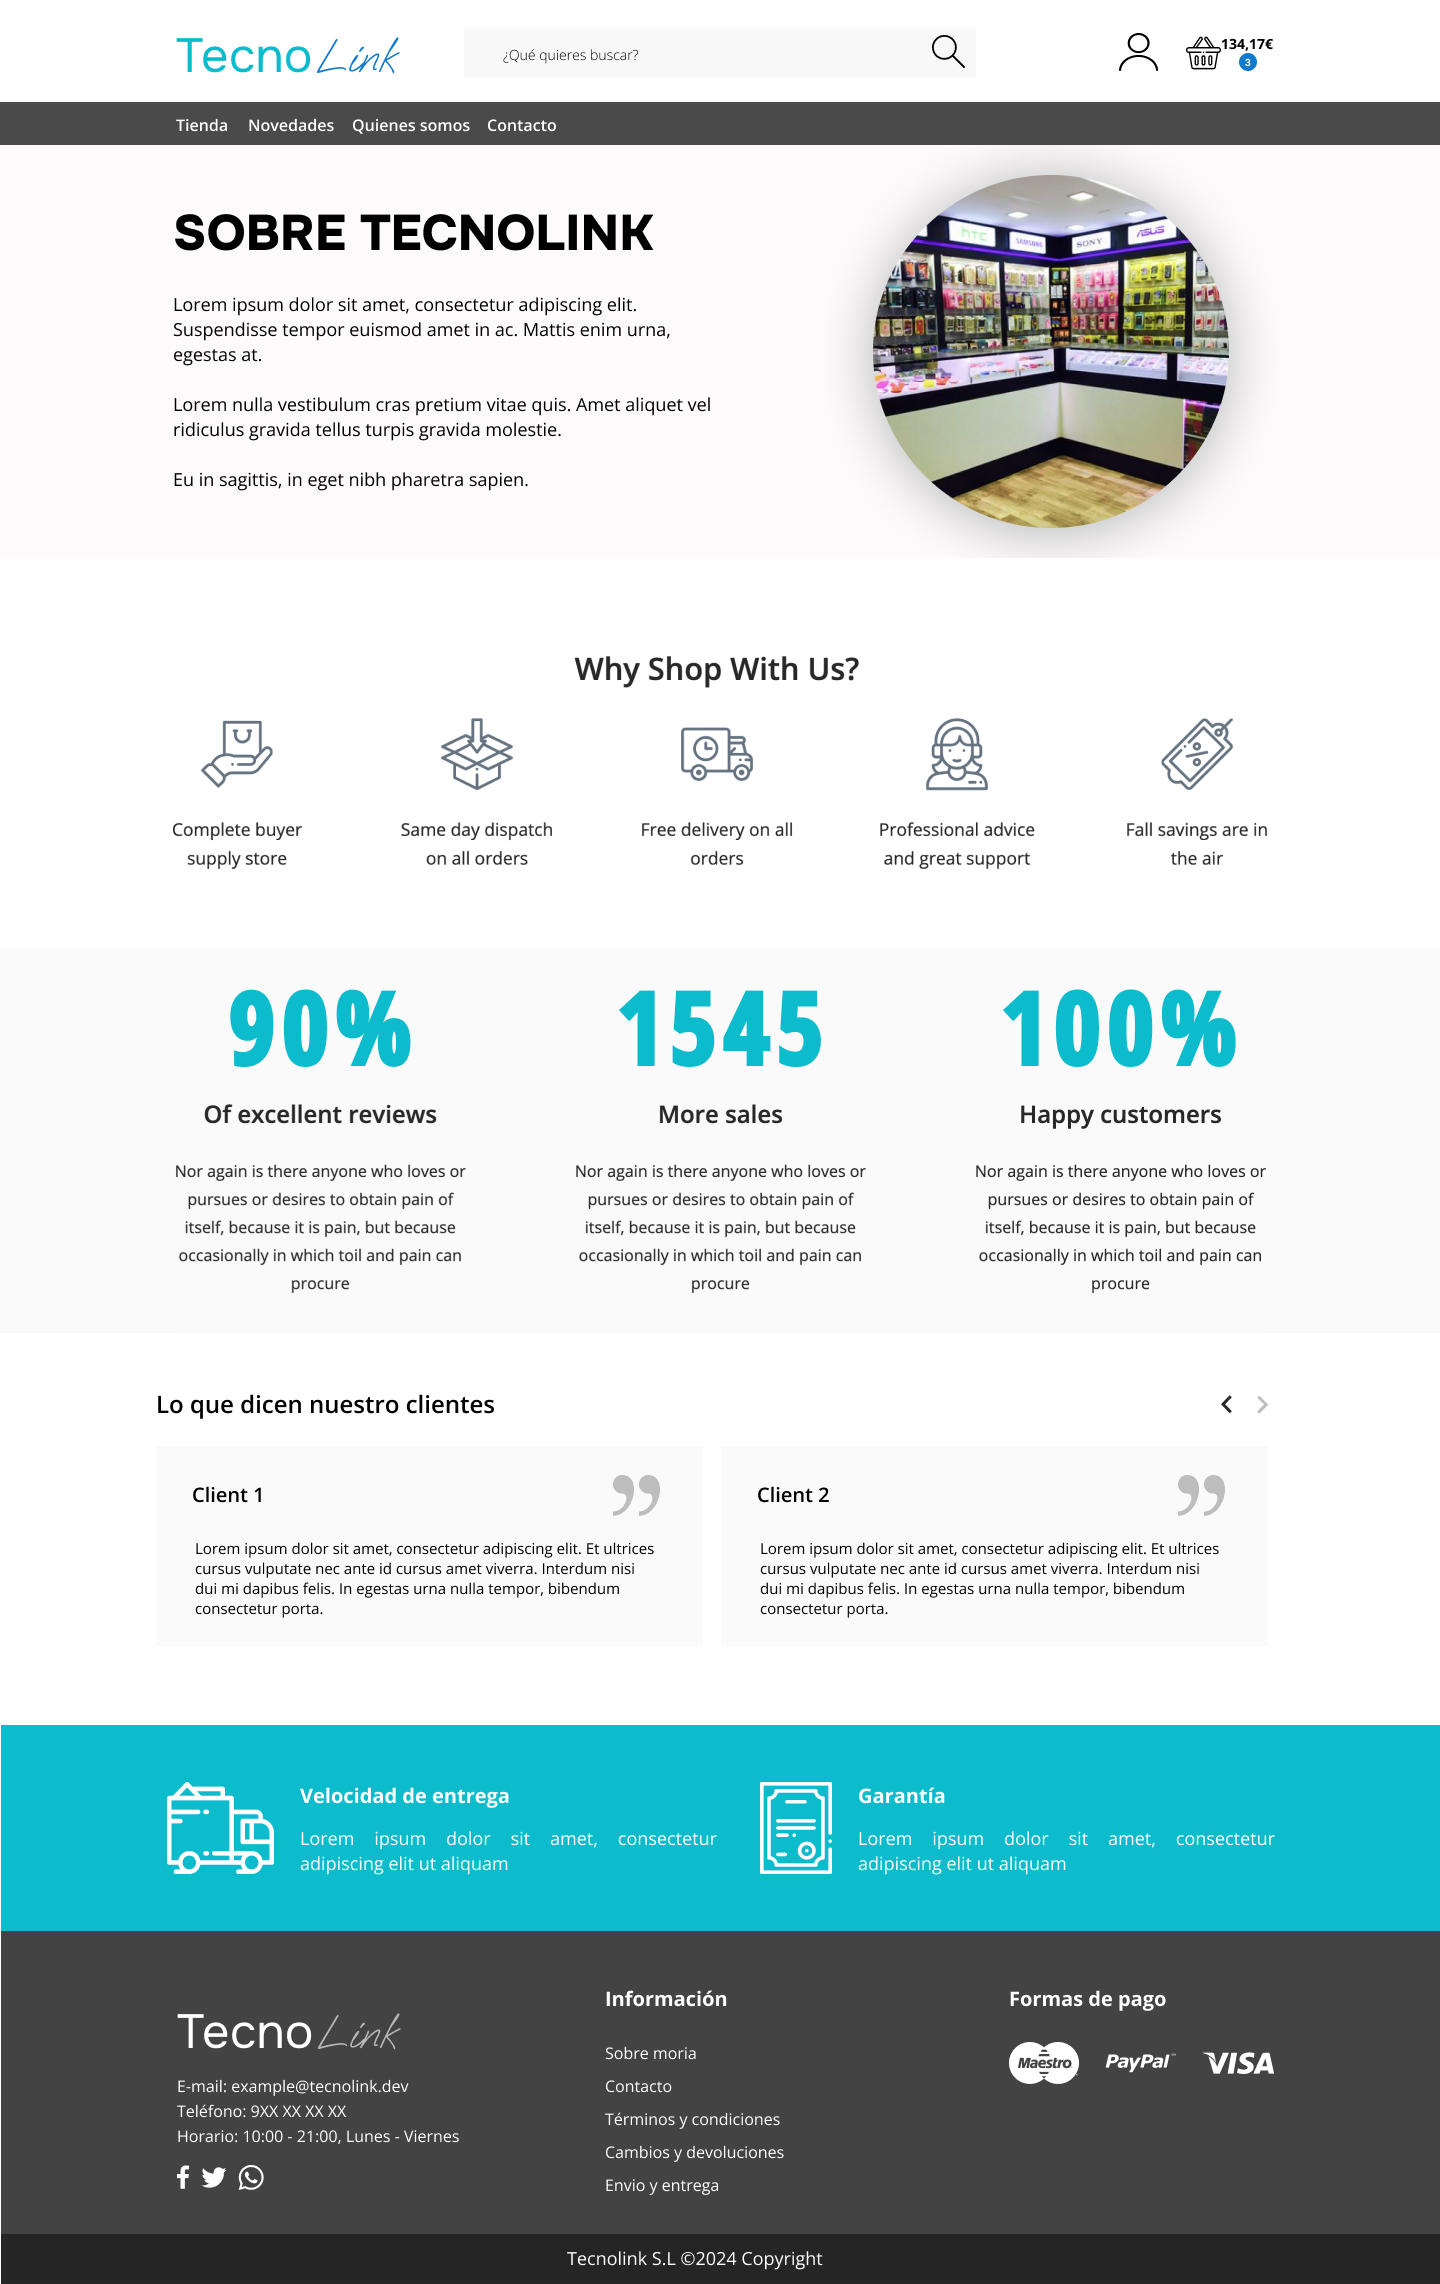 Tecno Link
¿Qué quieres buscar?
134,17€
3
Tienda Novedades Quienes somos Contacto
SOBRE TECNOLINK
Lorem ipsum dolor sit amet, consectetur adipiscing elit.
Suspendisse tempor euismod amet in ac. Mattis enim urna,
egestas at.
Lorem nulla vestibulum cras pretium vitae quis. Amet aliquet vel
ridiculus gravida tellus turpis gravida molestie.
Eu in sagittis, in eget nibh pharetra sapien.
hTC
SAMSUNG
SONY
ASUS
Why Shop With Us?
Complete buyer
supply store
Same day dispatch
on all orders
Free delivery on all
orders
Professional advice
and great support
Fall savings are in
the air
90%
Of excellent reviews
Nor again is there anyone who loves or
pursues or desires to obtain pain of
itself, because it is pain, but because
occasionally in which toil and pain can
procure
1545
More sales
Nor again is there anyone who loves or
pursues or desires to obtain pain of
itself, because it is pain, but because
occasionally in which toil and pain can
procure
100%
Happy customers
Nor again is there anyone who loves or
pursues or desires to obtain pain of
itself, because it is pain, but because
occasionally in which toil and pain can
procure
Lo que dicen nuestro clientes
Client 1
Lorem ipsum dolor sit amet, consectetur adipiscing elit. Et ultrices
cursus vulputate nec ante id cursus amet viverra. Interdum nisi
dui mi dapibus felis. In egestas urna nulla tempor, bibendum
consectetur porta.
Client 2
Lorem ipsum dolor sit amet, consectetur adipiscing elit. Et ultrices
cursus vulputate nec ante id cursus amet viverra. Interdum nisi
dui mi dapibus felis. In egestas urna nulla tempor, bibendum
consectetur porta.
Velocidad de entrega
Lorem ipsum dolor sit amet, consectetur
adipiscing elit ut aliquam
Garantía
Lorem ipsum dolor sit amet, consectetur
adipiscing elit ut aliquam
Tecno Link
E-mail: example@tecnolink.dev
Teléfono: 9XX XX XX XX
Horario: 10:00 - 21:00, Lunes - Viernes
Información
Sobre moria
Contacto
Términos y condiciones
Cambios y devoluciones
Envio y entrega
Formas de pago
Maestro
PayPal
VISA
Tecnolink S.L ©2024 Copyright